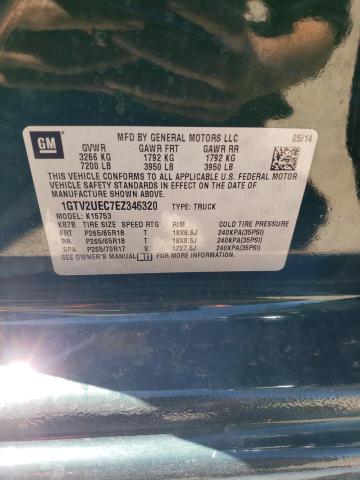 GM
MFD BY GENERAL MOTORS LLC 05/14
GVWR GAWR FRT GAWR RR
3266 KG 1792 KG 1792 KG
7200 LB 3950 LB 3950 LB
THIS VEHICLE CONFORMS TO ALL APPLICABLE U.S. FEDERAL MOTOR
VEHICLE SAFETY STANDARDS IN EFFECT ON THE DATE OF
MANUFACTURE SHOWN ABOVE.
1GTV2UEC7EZ346320 TYPE: TRUCK
MODEL: K15753
KB7B TIRE SIZE SPEED RTG RIM COLD TIRE PRESSURE
FRT P265/65R18 T 18X8.5J 240KPA(35PSI)
RR P265/65R18 T 18X8.5J 240KPA(35PSI)
SPA P265/70R17 S 17X7.5J 240KPA(35PSI)
SEE OWNER'S MANUAL FOR MORE INFORMATION.